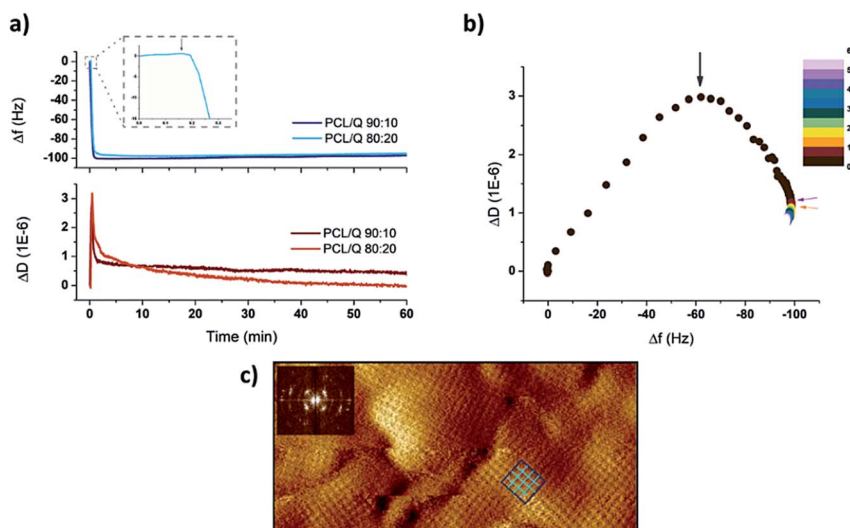 a)
0
-20
-40
-60
-80
-100
Δf (Hz)
PCL/Q 90:10
PCL/Q 80:20
3
2
1
0
ΔD (1E-6)
PCL/Q 90:10
PCL/Q 80:20
0 10 20 30 40 50 60
Time (min)
b)
3
2
1
0
ΔD (1E-6)
0 -20 -40 -60 -80 -100
Δf (Hz)
c)